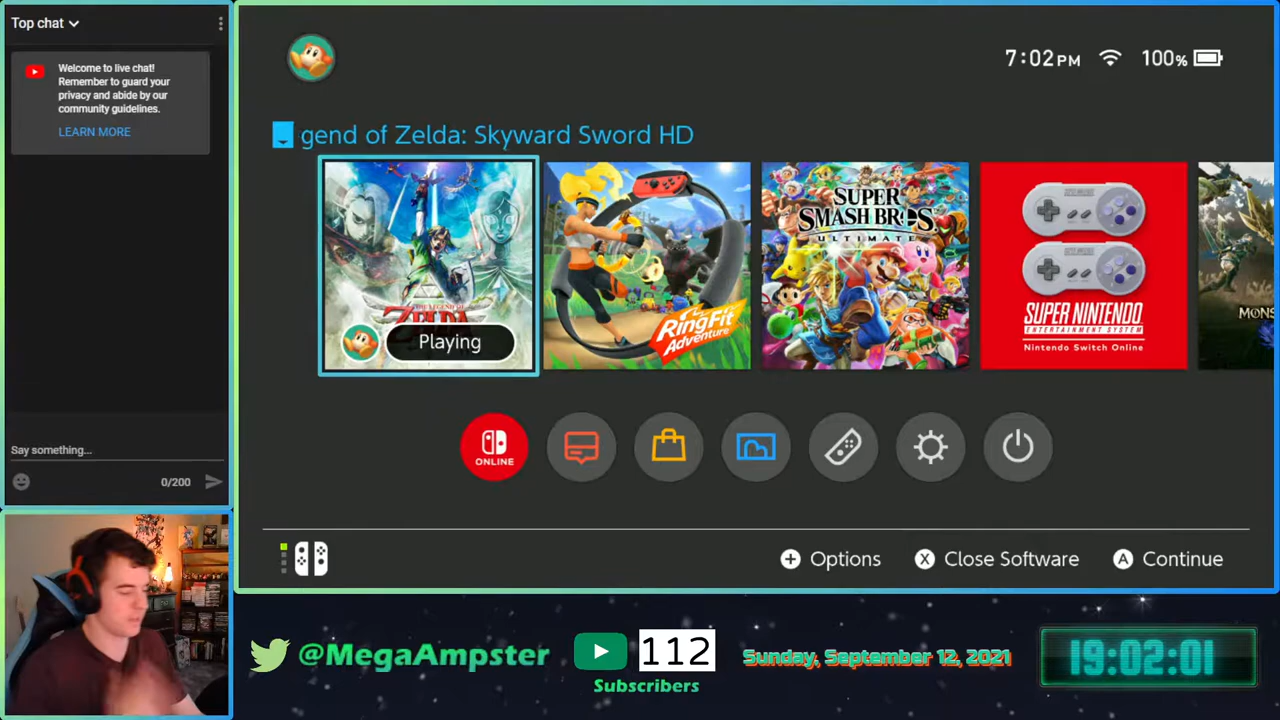 Top chat
Welcome to live chat!
Remember to guard your
privacy and abide by our
community guidelines.
LEARN MORE
Say something...
0/200
7:02PM
100%
gend of Zelda: Skyward Sword HD
ZELDA
Playing
RingFit
Adventure
SUPER
SMASH BROS.
ULTIMATE
SUPER NINTENDO
ENTERTAINMENT SYSTEM
Nintendo Switch Online
MONS
ONLINE
+ Options
X Close Software
A Continue
@MegaAmpster
112
Subscribers
Sunday, September 12, 2021
19:02:01